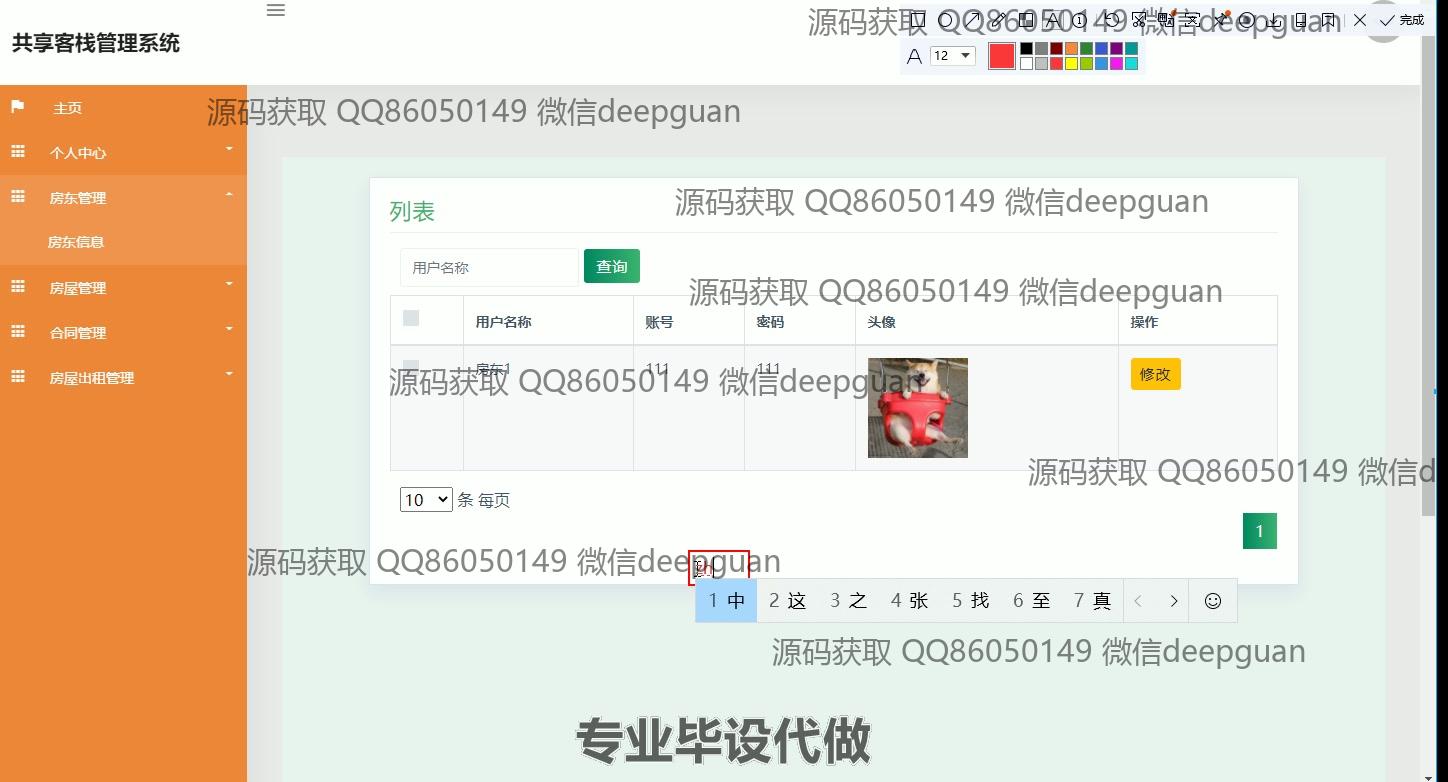 共享客栈管理系统
源码获取 QQ86050149 微信deepguan
完成
A
12
主页
源码获取 QQ86050149 微信deepguan
个人中心
房东管理
房东信息
房屋管理
合同管理
房屋出租管理
列表
源码获取 QQ86050149 微信deepguan
用户名称
查询
源码获取 QQ86050149 微信deepguan
用户名称 账号 密码 头像 操作
房东1 111 111 修改
源码获取 QQ86050149 微信deepguan
源码获取 QQ86050149 微信d
10 条 每页
1
源码获取 QQ86050149 微信deepguan
zh
1 中 2 这 3 之 4 张 5 找 6 至 7 真
源码获取 QQ86050149 微信deepguan
专业毕设代做